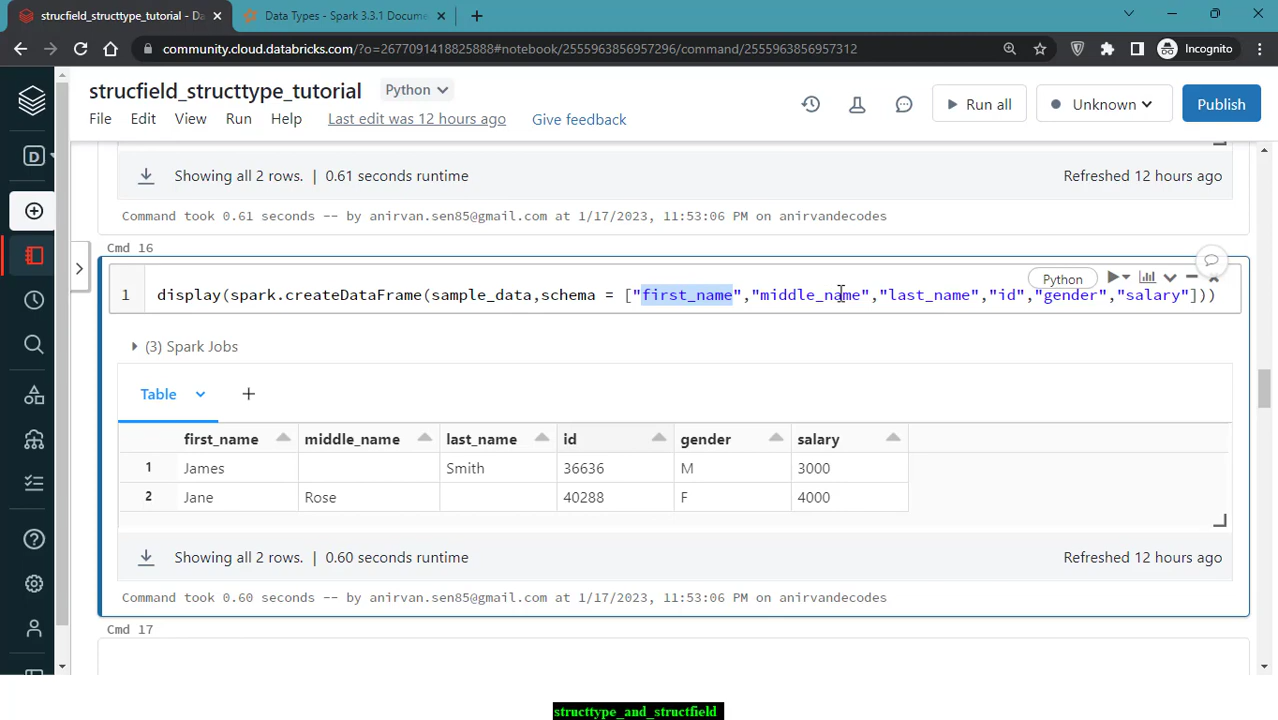 strucfield_structtype_tutorial - Da
Data Types - Spark 3.3.1 Docume
community.cloud.databricks.com/?o=2677091418825888#notebook/2555963856957296/command/2555963856957312
Incognito
strucfield_structtype_tutorial
Python
File Edit View Run Help Last edit was 12 hours ago Give feedback
Run all
Unknown
Publish
D
Showing all 2 rows. | 0.61 seconds runtime
Refreshed 12 hours ago
Command took 0.61 seconds -- by anirvan.sen85@gmail.com at 1/17/2023, 11:53:06 PM on anirvandecodes
Cmd 16
Python
1 display(spark.createDataFrame(sample_data,schema = ["first_name","middle_name","last_name","id","gender","salary"]))
(3) Spark Jobs
Table
first_name middle_name last_name id gender salary
1 James Smith 36636 M 3000
2 Jane Rose 40288 F 4000
Showing all 2 rows. | 0.60 seconds runtime
Refreshed 12 hours ago
Command took 0.60 seconds -- by anirvan.sen85@gmail.com at 1/17/2023, 11:53:06 PM on anirvandecodes
Cmd 17
structtype_and_structfield